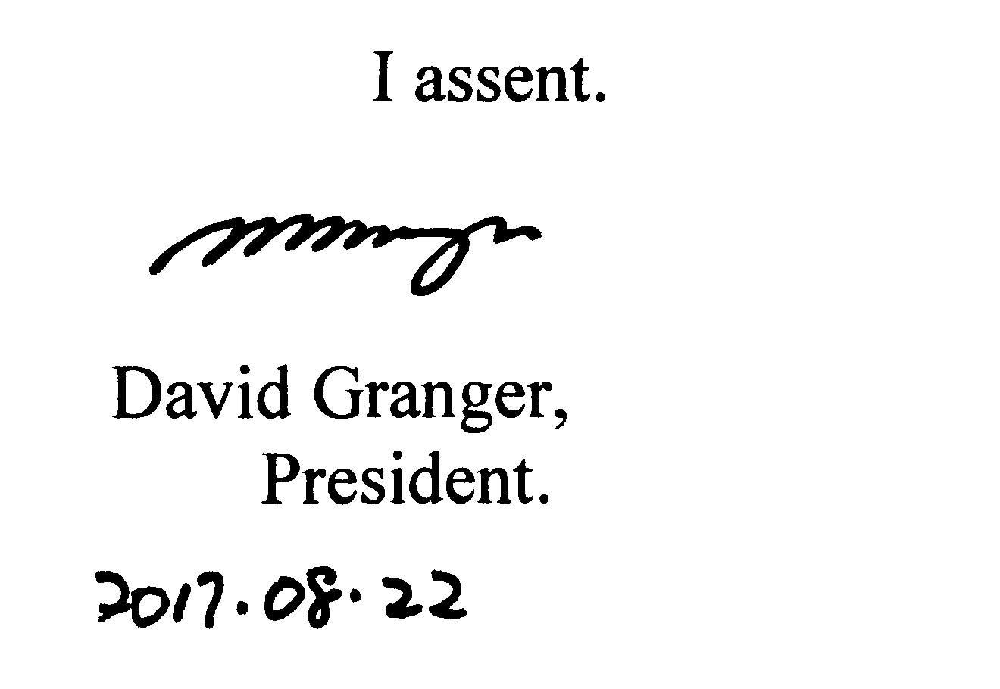 I assent.
David Granger,
President.
2017.08.22